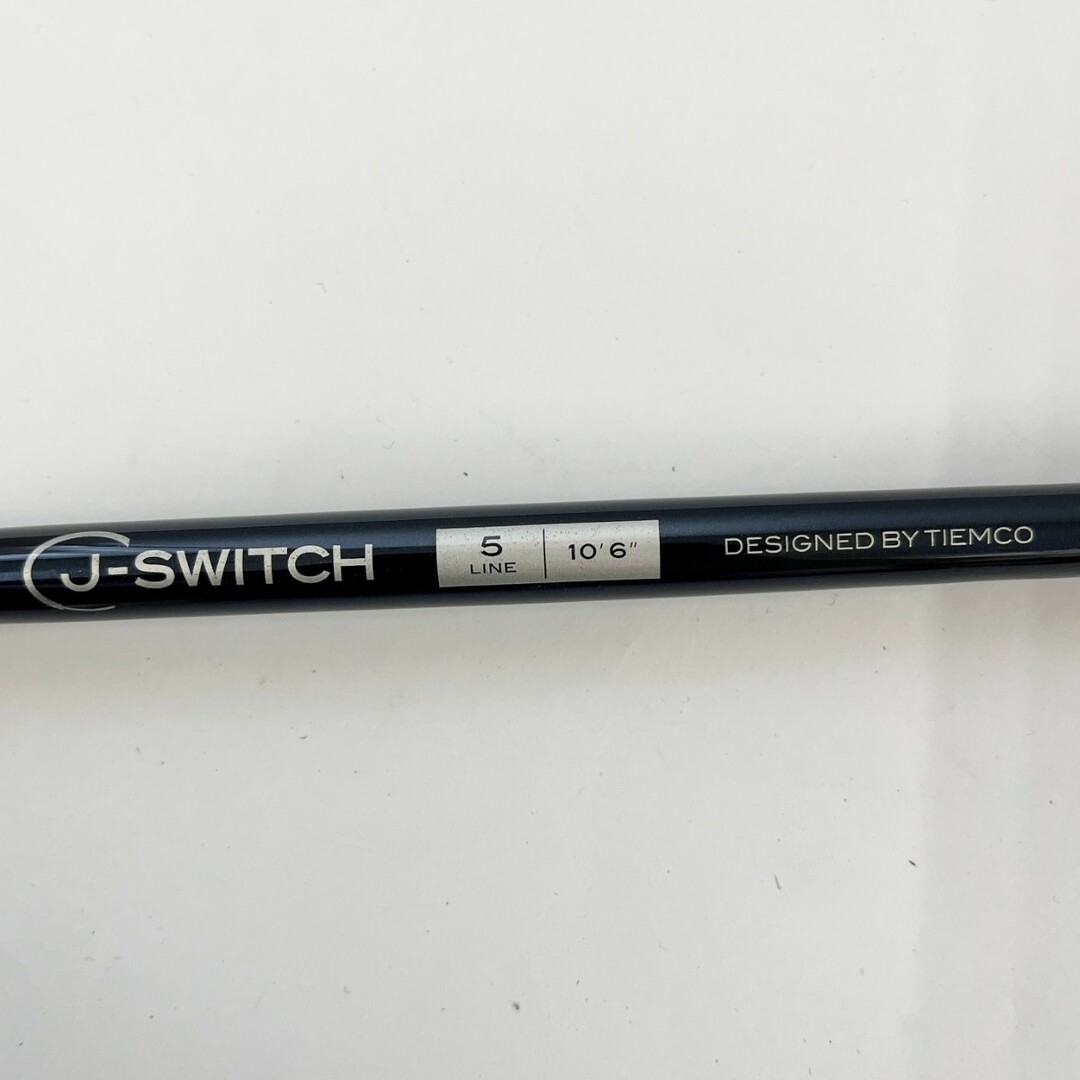 J-SWITCH
5
LINE
10'6"
DESIGNED BY TIEMCO